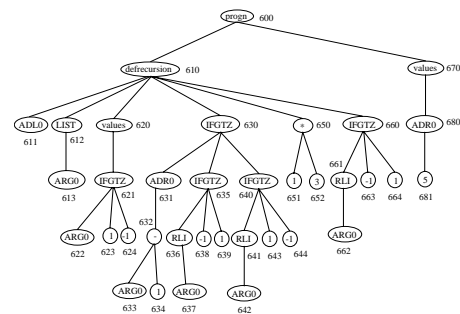 progn 600
defrecursion 610 values 670
ADL0 LIST values 620 IFGTZ 630 * 650 IFGTZ 660 ADR0 680
611 612
ARG0 IFGTZ 621 ADR0 IFGTZ IFGTZ 1 3 661 RLI -1 1 5
613 631 635 640 651 652 663 664 681
632
ARG0 1 -1 - RLI -1 1 RLI 1 -1 ARG0
622 623 624 636 638 639 641 643 644 662
ARG0 1 ARG0 ARG0
633 634 637 642